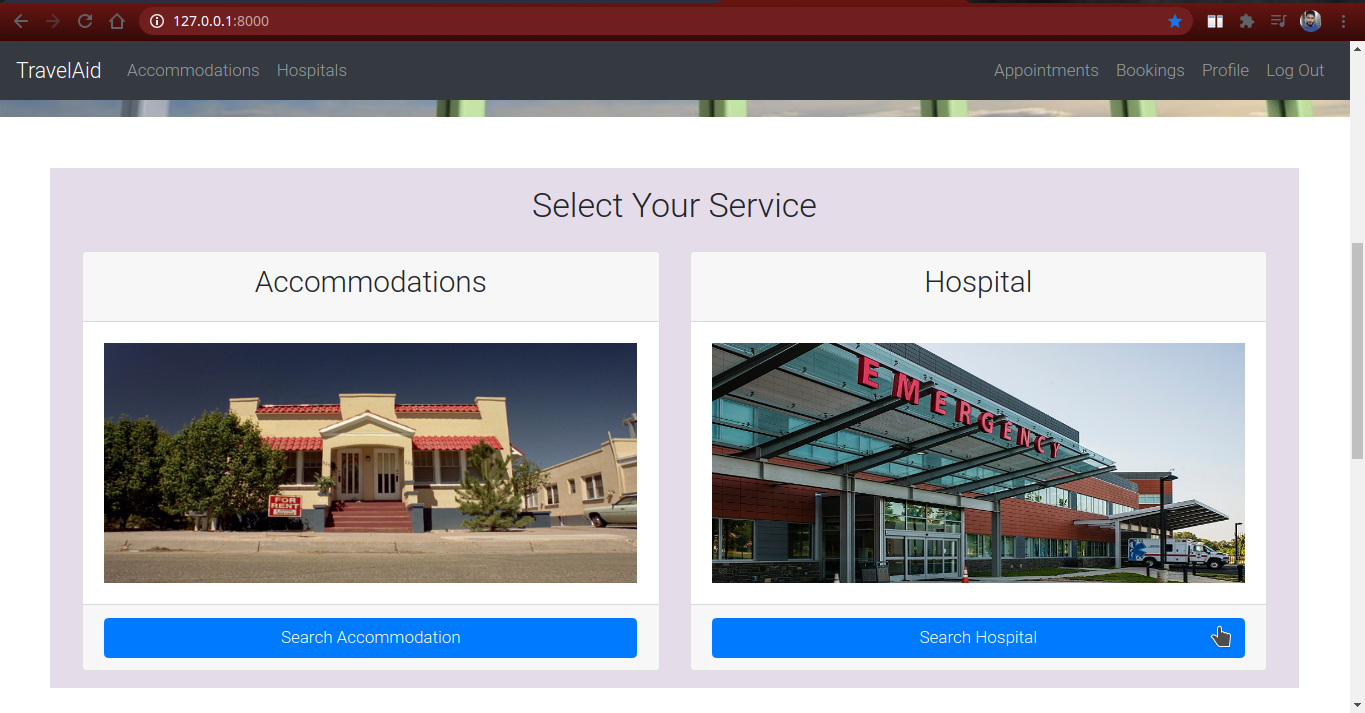 127.0.0.1:8000
TravelAid Accommodations Hospitals Appointments Bookings Profile Log Out
Select Your Service
Accommodations Hospital
EMERGENCY
FOR
RENT
Search Accommodation Search Hospital